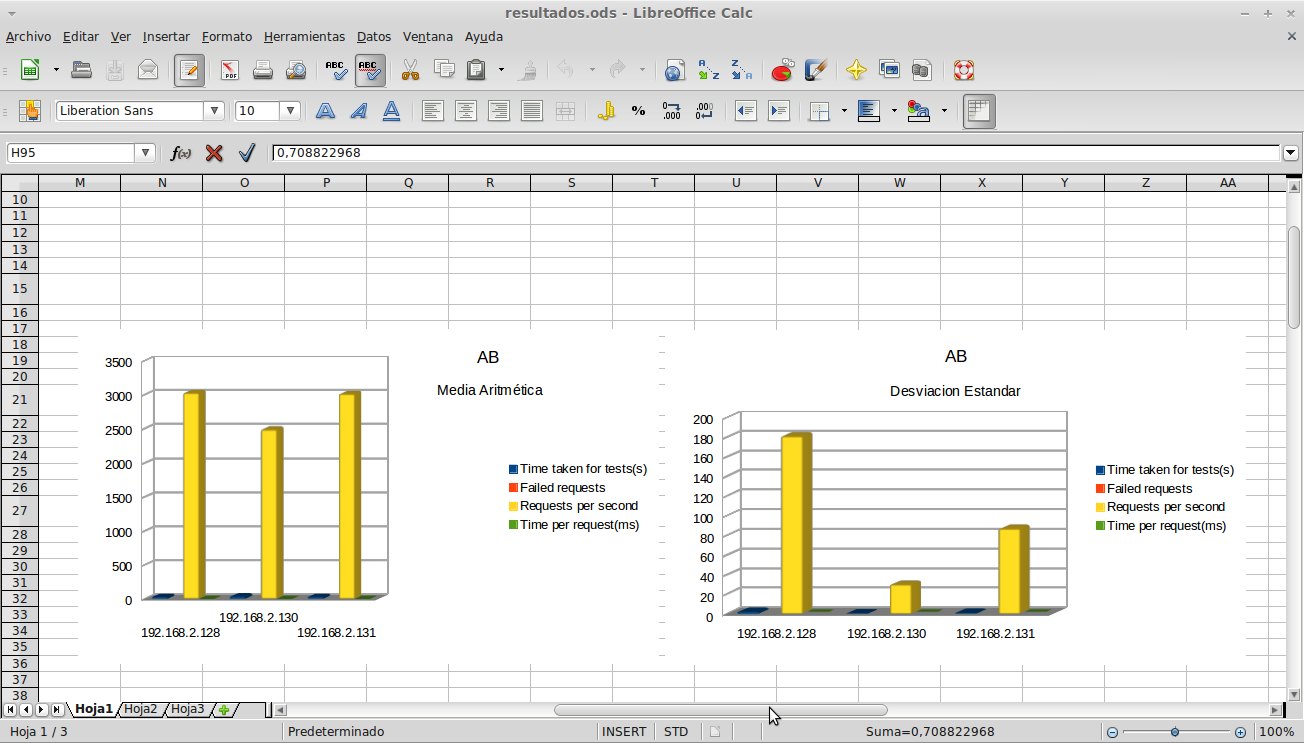 resultados.ods - LibreOffice Calc
Archivo Editar Ver Insertar Formato Herramientas Datos Ventana Ayuda
PDF ABC ABC A Z Z A
Liberation Sans 10 A A A % .000 .000
H95 f(x) 0,708822968
M N O P Q R S T U V W X Y Z AA
10
11
12
13
14
15
16
17
18
19
20
21
22
23
24
25
26
27
28
29
30
31
32
33
34
35
36
37
38
AB
Media Aritmética
3500
3000
2500
2000
1500
1000
500
0
192.168.2.128
192.168.2.130
192.168.2.131
Time taken for tests(s)
Failed requests
Requests per second
Time per request(ms)
AB
Desviacion Estandar
200
180
160
140
120
100
80
60
40
20
0
192.168.2.128 192.168.2.130 192.168.2.131
Time taken for tests(s)
Failed requests
Requests per second
Time per request(ms)
Hoja1 Hoja2 Hoja3
Hoja 1 / 3 Predeterminado INSERT STD Suma=0,708822968 100%